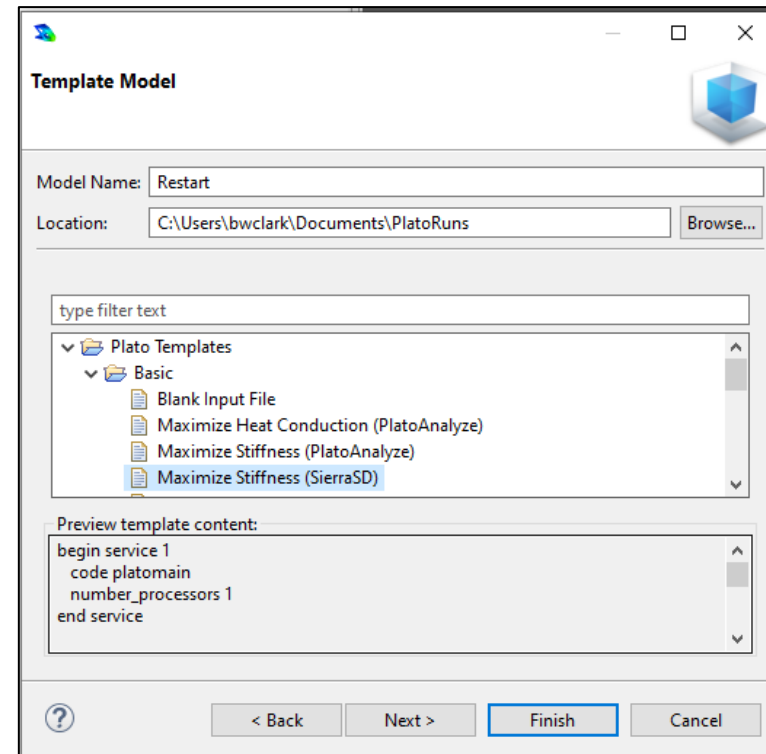 Template Model
Model Name: Restart
Location: C:\Users\bwclark\Documents\PlatoRuns Browse...
type filter text
Plato Templates
Basic
Blank Input File
Maximize Heat Conduction (PlatoAnalyze)
Maximize Stiffness (PlatoAnalyze)
Maximize Stiffness (SierraSD)
Preview template content:
begin service 1
code platomain
number_processors 1
end service
? < Back Next > Finish Cancel